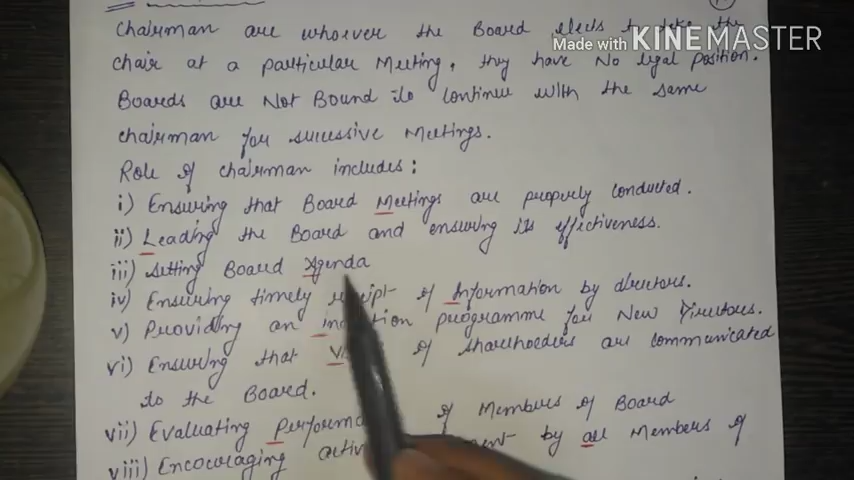 Chairman are whoever the Board elects to take the
Made with KINEMASTER
chair at a particular Meeting. they have No legal position.
Boards are Not Bound to continue with the same
chairman for successive Meetings.
Role of chairman includes:
i) Ensuring that Board Meetings are properly conducted.
ii) Leading the Board and ensuring its effectiveness.
iii) setting Board Agenda
iv) Ensuring timely receipt of Information by directors.
v) Providing an induction programme for New Directors.
vi) Ensuring that of shareholders are communicated
to the Board.
vii) Evaluating Performa of Members of Board
viii) Encouraging activ ment by all Members of